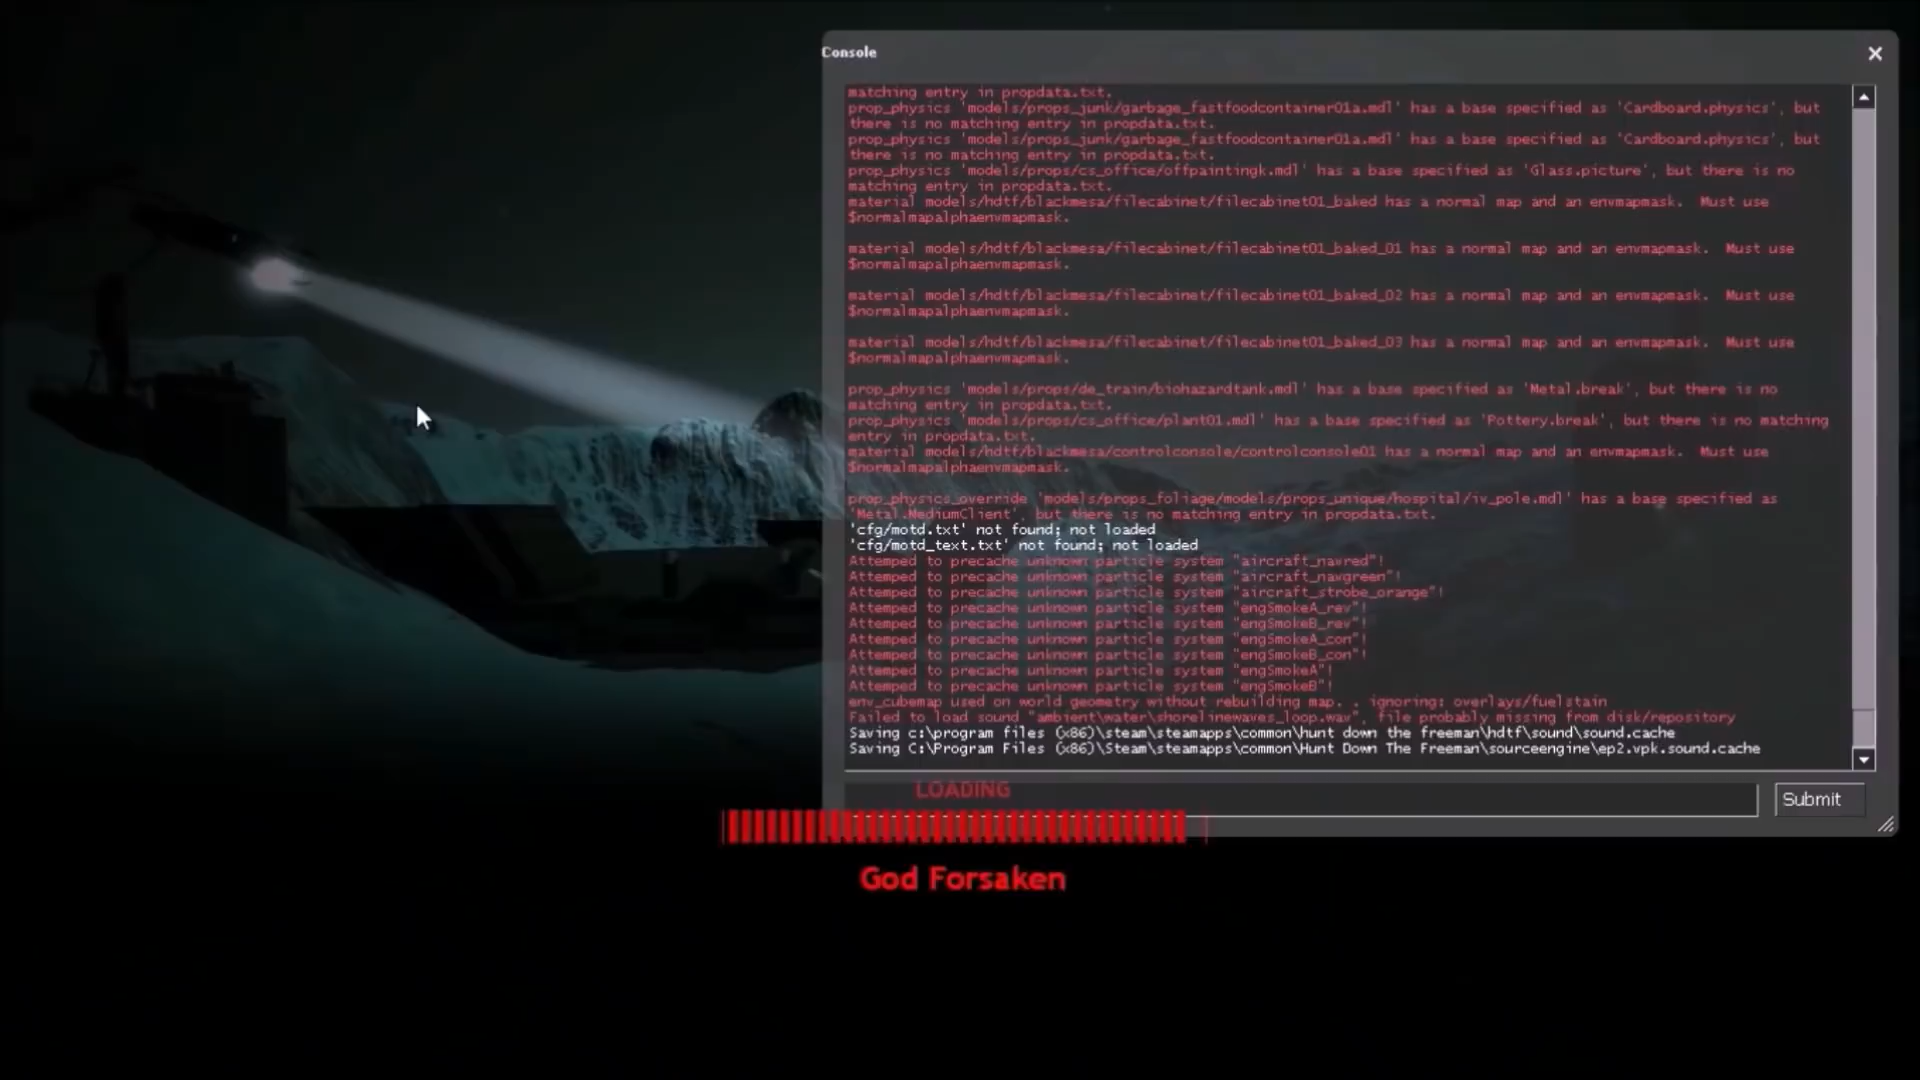 Console
matching entry in propdata.txt.
prop_physics 'models/props_junk/garbage_fastfoodcontainer01a.mdl' has a base specified as 'Cardboard.physics', but
there is no matching entry in propdata.txt.
prop_physics 'models/props_junk/garbage_fastfoodcontainer01a.mdl' has a base specified as 'Cardboard.physics', but
there is no matching entry in propdata.txt.
prop_physics 'models/props/cs_office/offpaintingk.mdl' has a base specified as 'Glass.picture', but there is no
matching entry in propdata.txt.
material models/hdtf/blackmesa/filecabinet/filecabinet01_baked has a normal map and an envmapmask.  Must use
$normalmapalphaenvmapmask.
material models/hdtf/blackmesa/filecabinet/filecabinet01_baked_01 has a normal map and an envmapmask.  Must use
$normalmapalphaenvmapmask.
material models/hdtf/blackmesa/filecabinet/filecabinet01_baked_02 has a normal map and an envmapmask.  Must use
$normalmapalphaenvmapmask.
material models/hdtf/blackmesa/filecabinet/filecabinet01_baked_03 has a normal map and an envmapmask.  Must use
$normalmapalphaenvmapmask.
prop_physics 'models/props/de_train/biohazardtank.mdl' has a base specified as 'Metal.break', but there is no
matching entry in propdata.txt.
prop_physics 'models/props/cs_office/plant01.mdl' has a base specified as 'Pottery.break', but there is no matching
entry in propdata.txt.
material models/hdtf/blackmesa/controlconsole/controlconsole01 has a normal map and an envmapmask.  Must use
$normalmapalphaenvmapmask.
prop_physics_override 'models/props_foliage/models/props_unique/hospital/iv_pole.mdl' has a base specified as
'Metal.MediumClient', but there is no matching entry in propdata.txt.
'cfg/motd.txt' not found; not loaded
'cfg/motd_text.txt' not found; not loaded
Attemped to precache unknown particle system "aircraft_navred"!
Attemped to precache unknown particle system "aircraft_navgreen"!
Attemped to precache unknown particle system "aircraft_strobe_orange"!
Attemped to precache unknown particle system "engSmokeA_rev"!
Attemped to precache unknown particle system "engSmokeB_rev"!
Attemped to precache unknown particle system "engSmokeA_con"!
Attemped to precache unknown particle system "engSmokeB_con"!
Attemped to precache unknown particle system "engSmokeA"!
Attemped to precache unknown particle system "engSmokeB"!
env_cubemap used on world geometry without rebuilding map. . ignoring: overlays/fuelstain
Failed to load sound "ambient\water\shorelinewaves_loop.wav", file probably missing from disk/repository
Saving c:\program files (x86)\steam\steamapps\common\hunt down the freeman\hdtf\sound\sound.cache
Saving C:\Program Files (x86)\Steam\steamapps\common\Hunt Down The Freeman\sourceengine\ep2.vpk.sound.cache
LOADING
Submit
God Forsaken